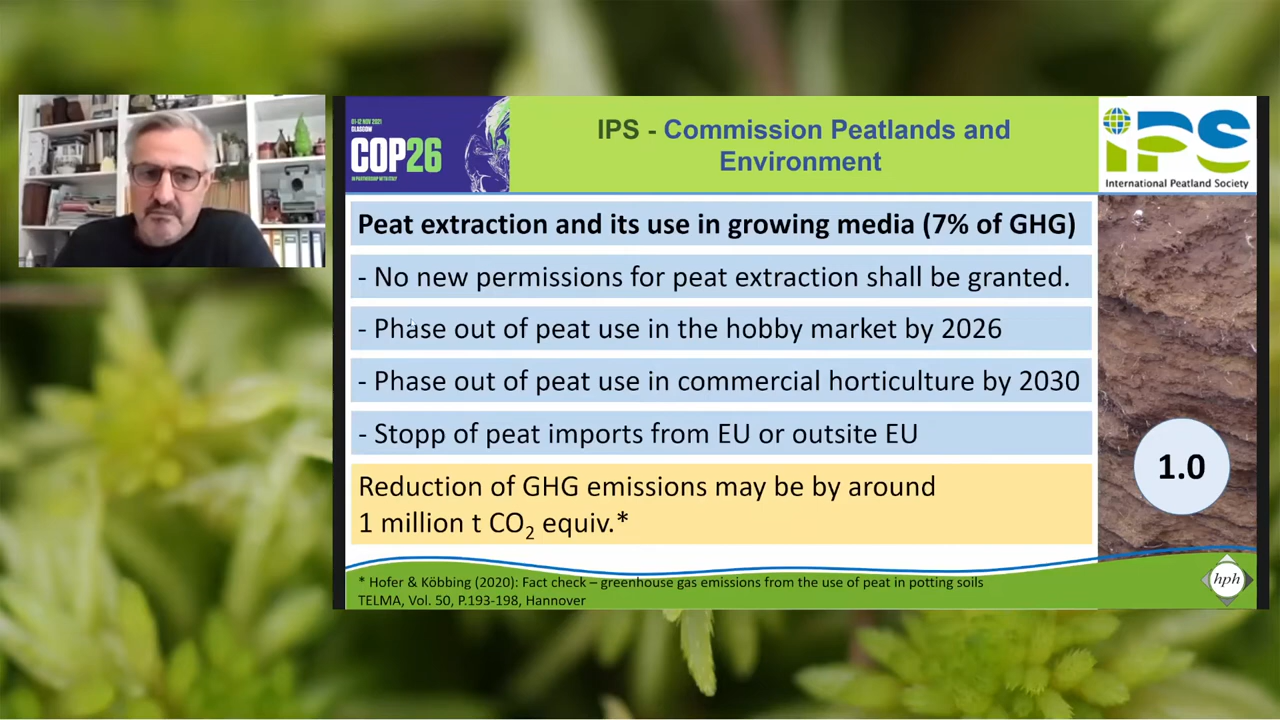 01-12 NOV 2021
GLASGOW
COP26
IN PARTNERSHIP WITH ITALY
IPS - Commission Peatlands and
Environment
iPS
International Peatland Society
Peat extraction and its use in growing media (7% of GHG)
- No new permissions for peat extraction shall be granted.
- Phase out of peat use in the hobby market by 2026
- Phase out of peat use in commercial horticulture by 2030
- Stopp of peat imports from EU or outsite EU
Reduction of GHG emissions may be by around
1 million t CO₂ equiv.*
1.0
* Hofer & Köbbing (2020): Fact check – greenhouse gas emissions from the use of peat in potting soils
TELMA, Vol. 50, P.193-198, Hannover
hph